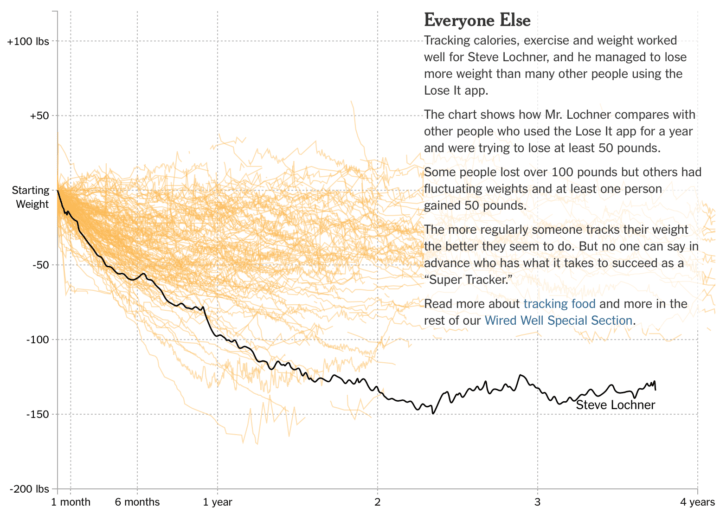 Everyone Else
+100 lbs
Tracking calories, exercise and weight worked
well for Steve Lochner, and he managed to lose
more weight than many other people using the
Lose It app.
+50
The chart shows how Mr. Lochner compares with
other people who used the Lose It app for a year
and were trying to lose at least 50 pounds.
Some people lost over 100 pounds but others had
Starting
Weight
fluctuating weights and at least one person
gained 50 pounds.
The more regularly someone tracks their weight
the better they seem to do. But no one can say in
-50
advance who has what it takes to succeed as a
“Super Tracker.”
Read more about tracking food and more in the
rest of our Wired Well Special Section.
-100
-150
Steve Lochner
-200 lbs
1 month 6 months 1 year 2 3 4 years